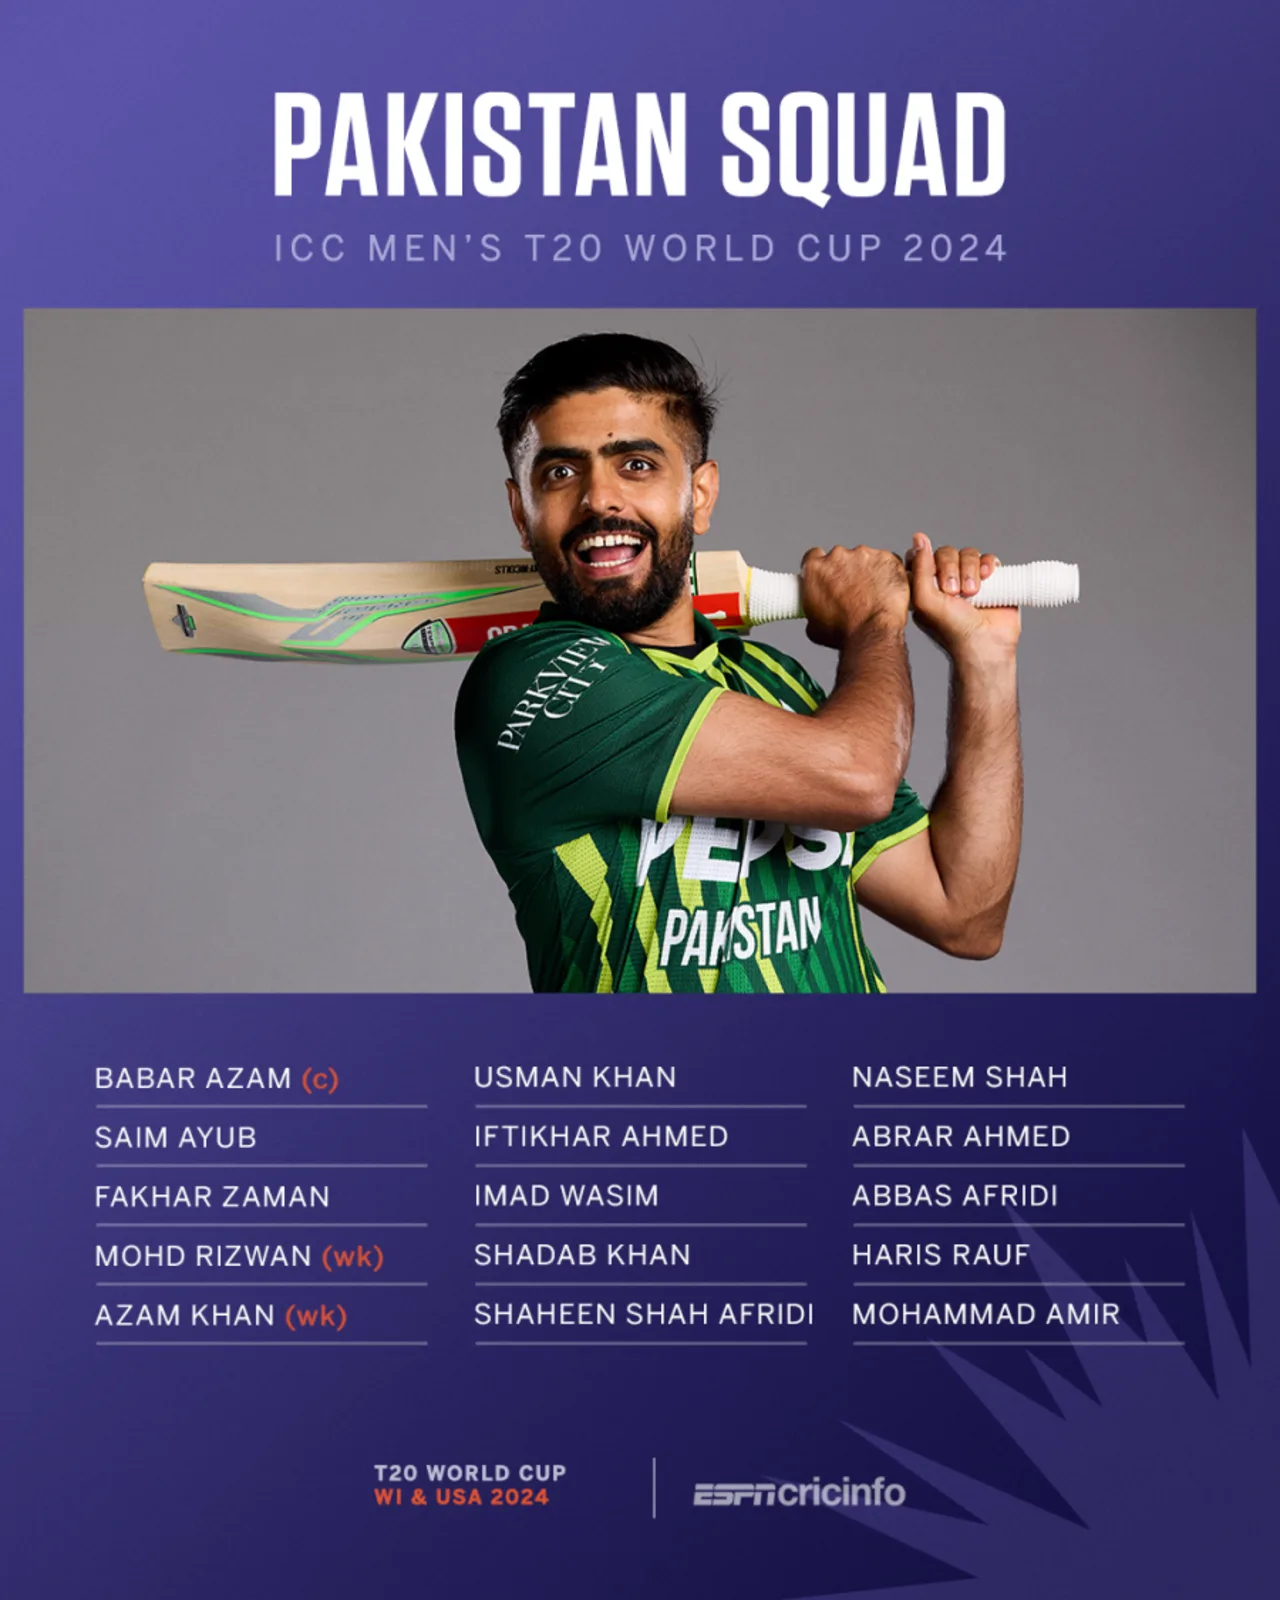 PAKISTAN SQUAD
ICC MEN'S T20 WORLD CUP 2024
PARKVIEW
CITY
PAKISTAN
BABAR AZAM (c)
SAIM AYUB
FAKHAR ZAMAN
MOHD RIZWAN (wk)
AZAM KHAN (wk)
USMAN KHAN
IFTIKHAR AHMED
IMAD WASIM
SHADAB KHAN
SHAHEEN SHAH AFRIDI
NASEEM SHAH
ABRAR AHMED
ABBAS AFRIDI
HARIS RAUF
MOHAMMAD AMIR
T20 WORLD CUP
WI & USA 2024
ESPN cricinfo